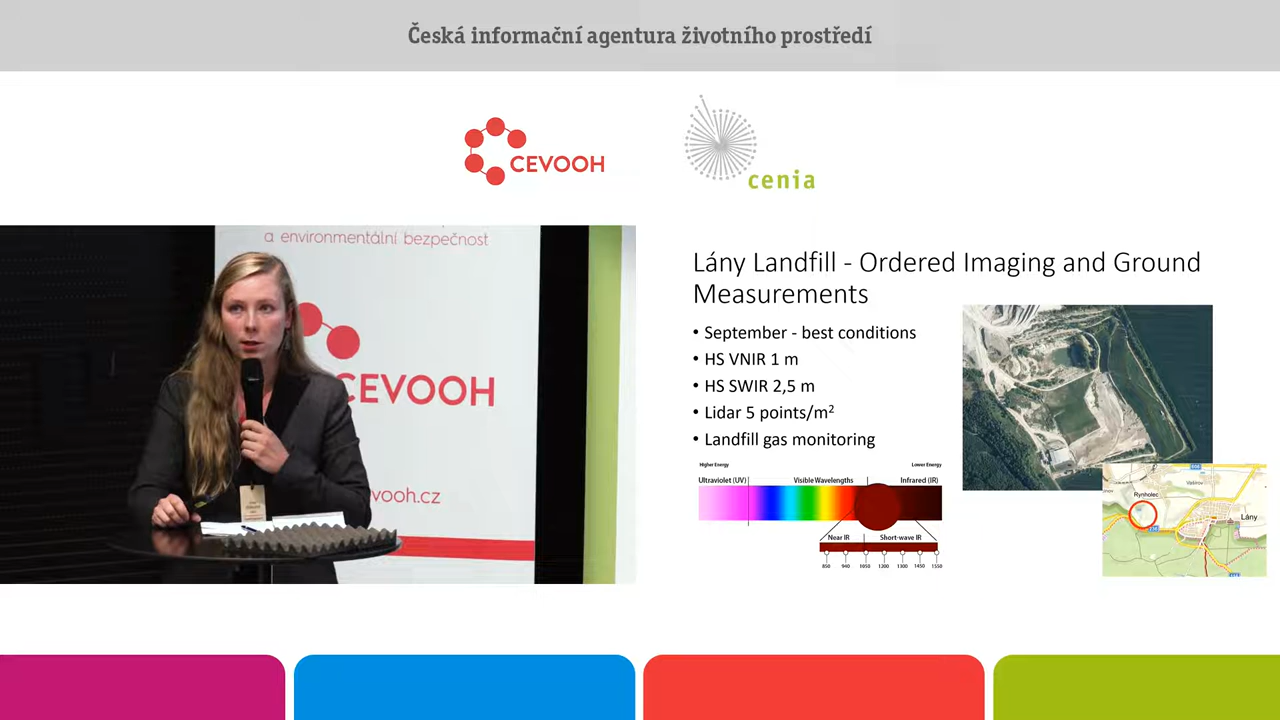 Česká informační agentura životního prostředí
CEVOOH
cenia
a environmentální bezpečnost
CEVOOH
vooh.cz
Lány Landfill - Ordered Imaging and Ground
Measurements
• September - best conditions
• HS VNIR 1 m
• HS SWIR 2,5 m
• Lidar 5 points/m²
• Landfill gas monitoring
Higher Energy
Lower Energy
Ultraviolet (UV)
Visible Wavelengths
Infrared (IR)
Near IR
Short-wave IR
850 940 1050 1200 1300 1450 1550
Rynholec
Vašírov
Lány